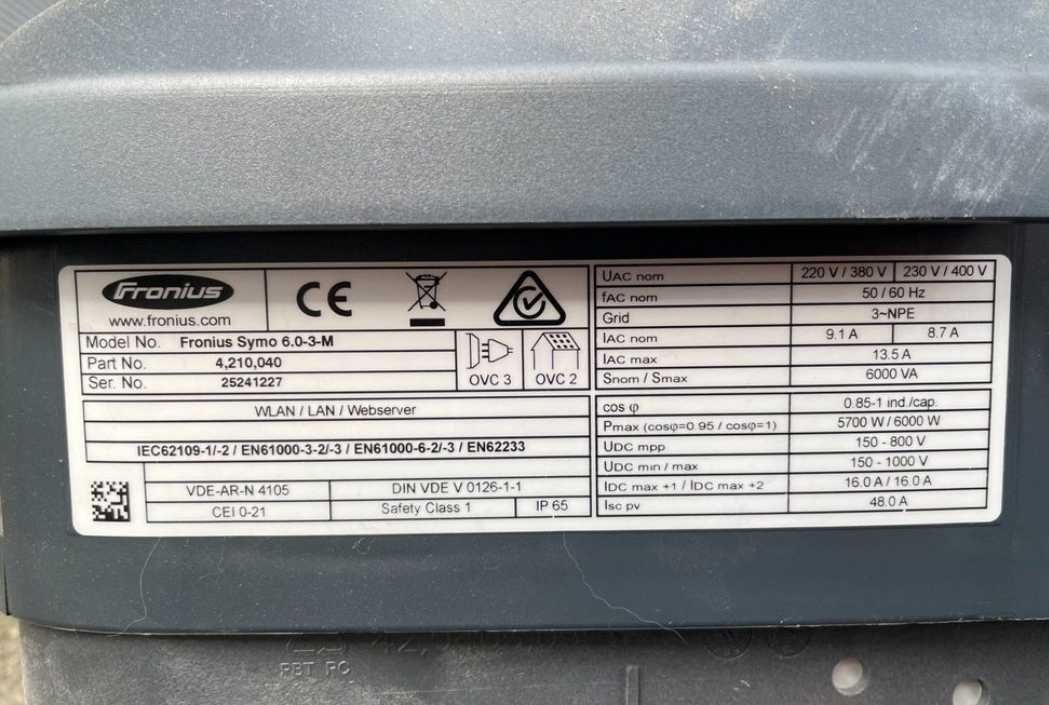 Fronius
www.fronius.com
CE
Model No. Fronius Symo 6.0-3-M
Part No. 4,210,040
Ser. No. 25241227
OVC 3 OVC 2
WLAN / LAN / Webserver
IEC62109-1/-2 / EN61000-3-2/-3 / EN61000-6-2/-3 / EN62233
VDE-AR-N 4105 DIN VDE V 0126-1-1
CEI 0-21 Safety Class 1 IP 65
UAC nom 220 V / 380 V 230 V / 400 V
fAC nom 50 / 60 Hz
Grid 3~NPE
IAC nom 9.1 A 8.7 A
IAC max 13.5 A
Snom / Smax 6000 VA
cos φ 0.85-1 ind./cap.
Pmax (cosφ=0.95 / cosφ=1) 5700 W / 6000 W
UDC mpp 150 - 800 V
UDC min / max 150 - 1000 V
IDC max +1 / IDC max +2 16.0 A / 16.0 A
Isc pv 48.0 A
PBT PC